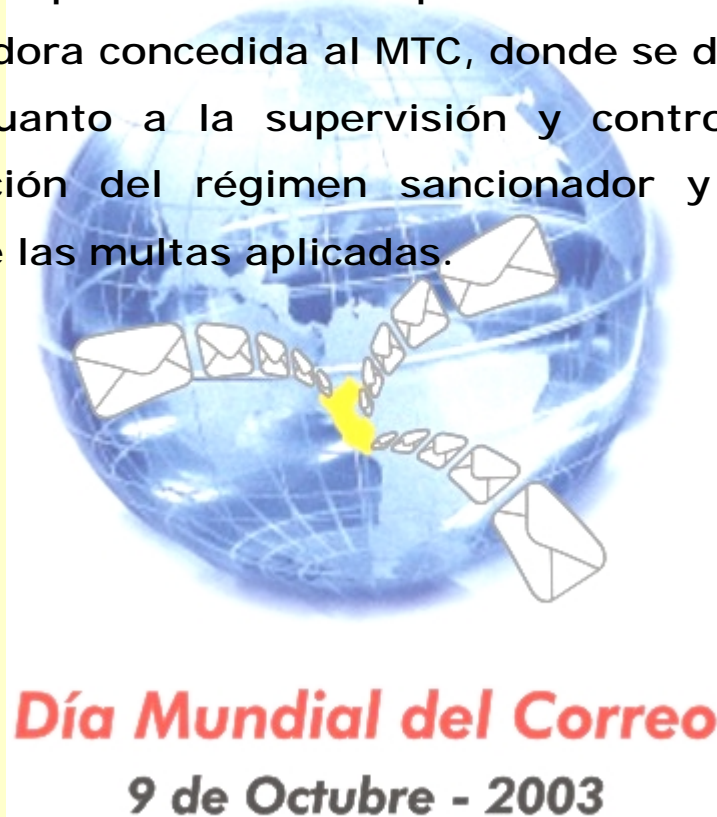 dora concedida al MTC, donde se d
uanto a la supervisión y contro
ción del régimen sancionador y
e las multas aplicadas.
Día Mundial del Correo
9 de Octubre - 2003